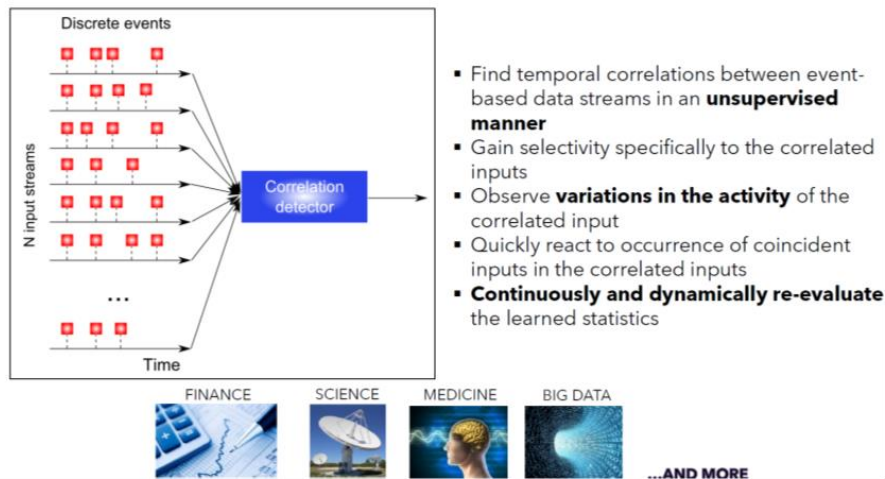 Discrete events
N input streams
Correlation
detector
...
Time
▪ Find temporal correlations between event-
based data streams in an unsupervised
manner
▪ Gain selectivity specifically to the correlated
inputs
▪ Observe variations in the activity of the
correlated input
▪ Quickly react to occurrence of coincident
inputs in the correlated inputs
▪ Continuously and dynamically re-evaluate
the learned statistics
FINANCE
SCIENCE
MEDICINE
BIG DATA
...AND MORE